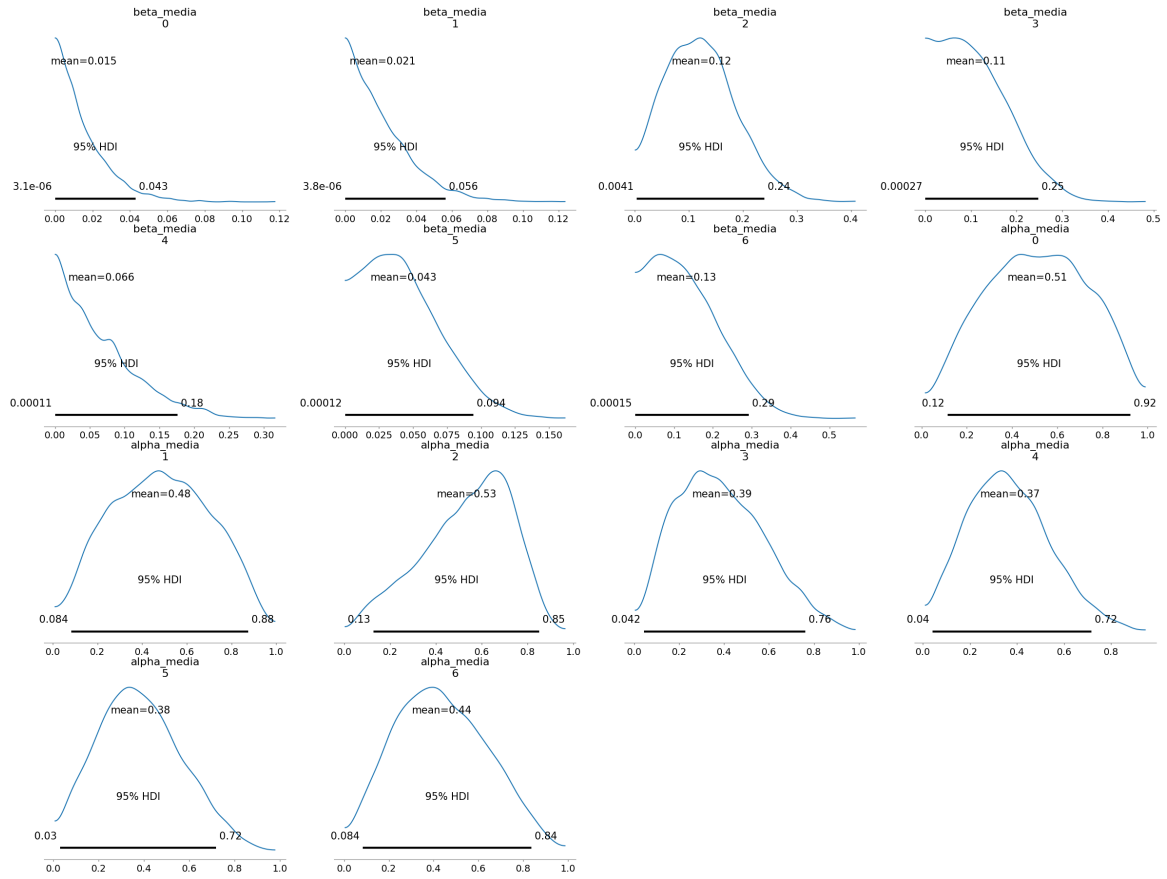 beta_media
0
mean=0.015
95% HDI
3.1e-06
0.043
0.00 0.02 0.04 0.06 0.08 0.10 0.12
beta_media
1
mean=0.021
95% HDI
3.8e-06
0.056
0.00 0.02 0.04 0.06 0.08 0.10 0.12
beta_media
2
mean=0.12
95% HDI
0.0041
0.24
0.0 0.1 0.2 0.3 0.4
beta_media
3
mean=0.11
95% HDI
0.00027
0.25
0.0 0.1 0.2 0.3 0.4 0.5
beta_media
4
mean=0.066
95% HDI
0.00011
0.18
0.00 0.05 0.10 0.15 0.20 0.25 0.30
beta_media
5
mean=0.043
95% HDI
0.00012
0.094
0.000 0.025 0.050 0.075 0.100 0.125 0.150
beta_media
6
mean=0.13
95% HDI
0.00015
0.29
0.0 0.1 0.2 0.3 0.4 0.5
alpha_media
0
mean=0.51
95% HDI
0.12
0.92
0.0 0.2 0.4 0.6 0.8 1.0
alpha_media
1
mean=0.48
95% HDI
0.084
0.88
0.0 0.2 0.4 0.6 0.8 1.0
alpha_media
2
mean=0.53
95% HDI
0.13
0.85
0.0 0.2 0.4 0.6 0.8 1.0
alpha_media
3
mean=0.39
95% HDI
0.042
0.76
0.0 0.2 0.4 0.6 0.8 1.0
alpha_media
4
mean=0.37
95% HDI
0.04
0.72
0.0 0.2 0.4 0.6 0.8
alpha_media
5
mean=0.38
95% HDI
0.03
0.72
0.0 0.2 0.4 0.6 0.8 1.0
alpha_media
6
mean=0.44
95% HDI
0.084
0.84
0.0 0.2 0.4 0.6 0.8 1.0